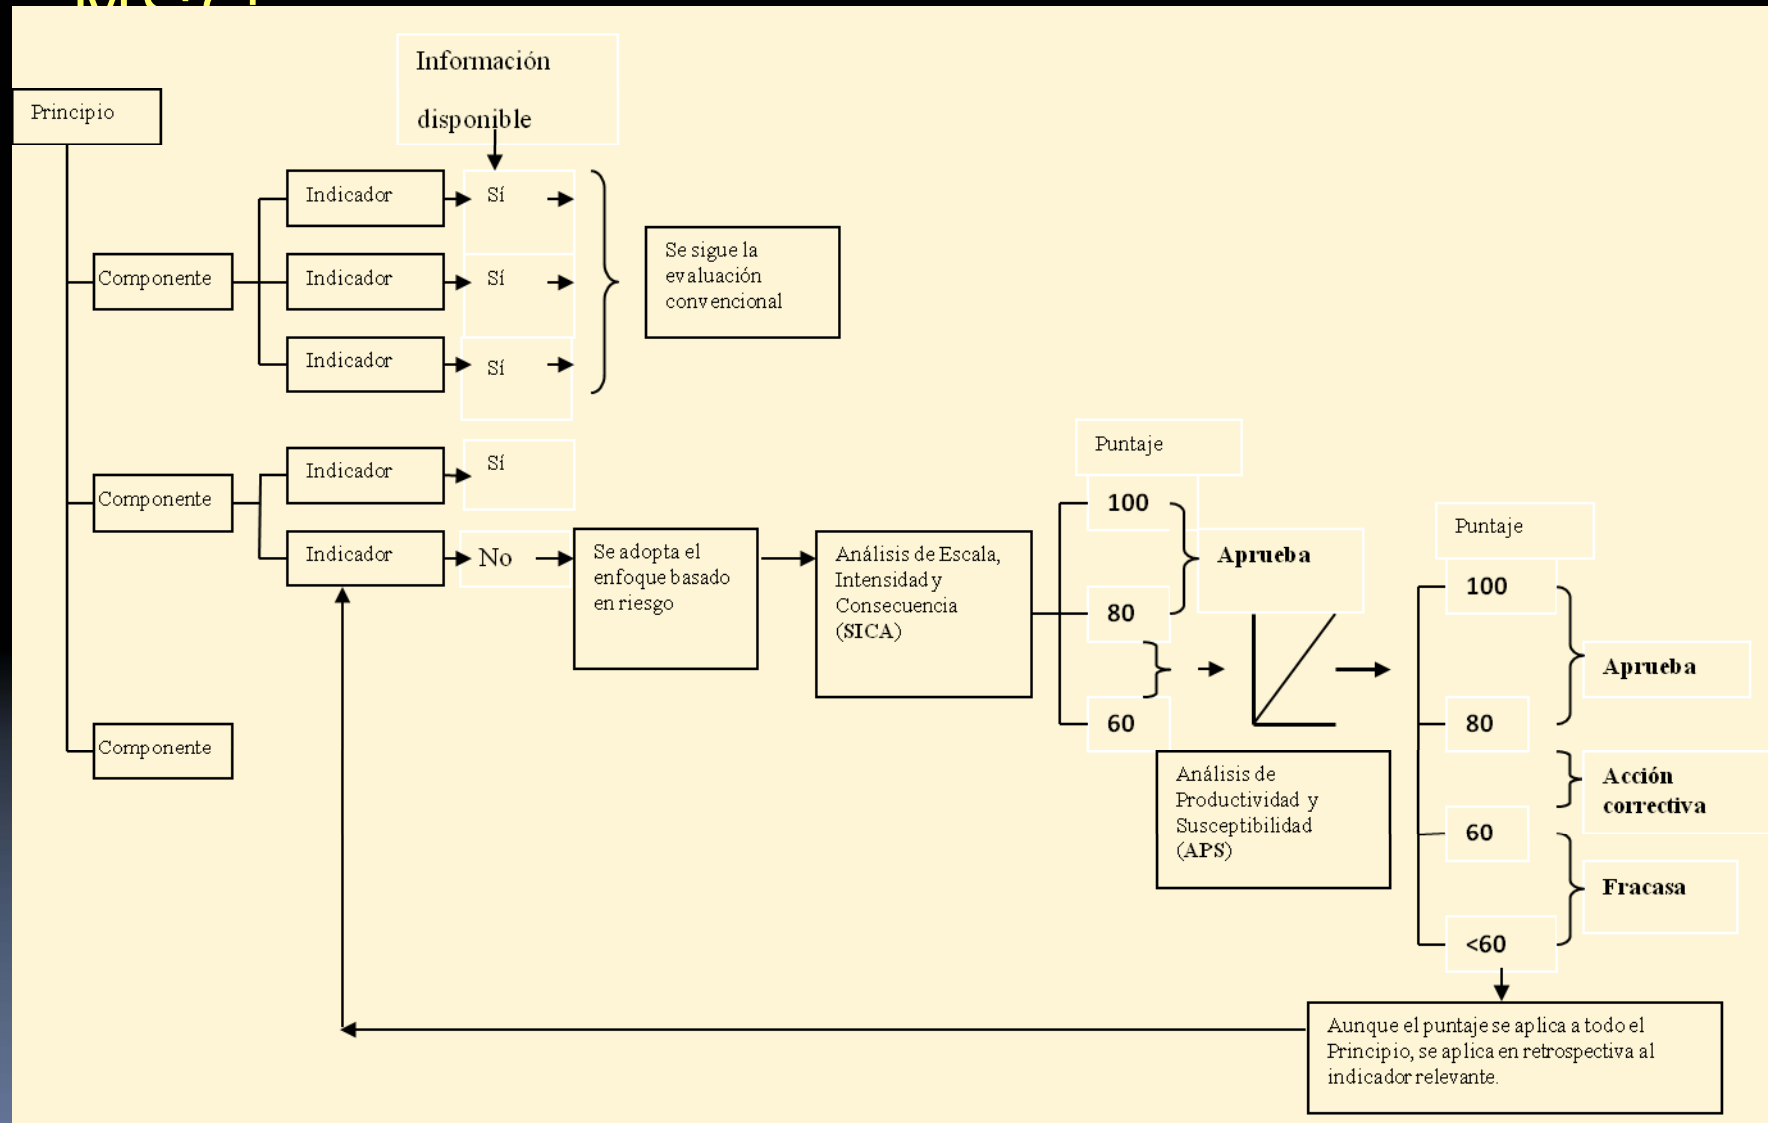 Información
disponible
Principio
Indicador
Sí
Componente
Indicador
Sí
Indicador
Sí
Se sigue la
evaluación
convencional
Componente
Indicador
Sí
Indicador
No
Se adopta el
enfoque basado
en riesgo
Análisis de Escala,
Intensidad y
Consecuencia
(SICA)
Puntaje
100
80
60
Aprueba
Análisis de
Productividad y
Susceptibilidad
(APS)
Puntaje
100
80
60
<60
Aprueba
Acción
correctiva
Fracasa
Componente
Aunque el puntaje se aplica a todo el
Principio, se aplica en retrospectiva al
indicador relevante.